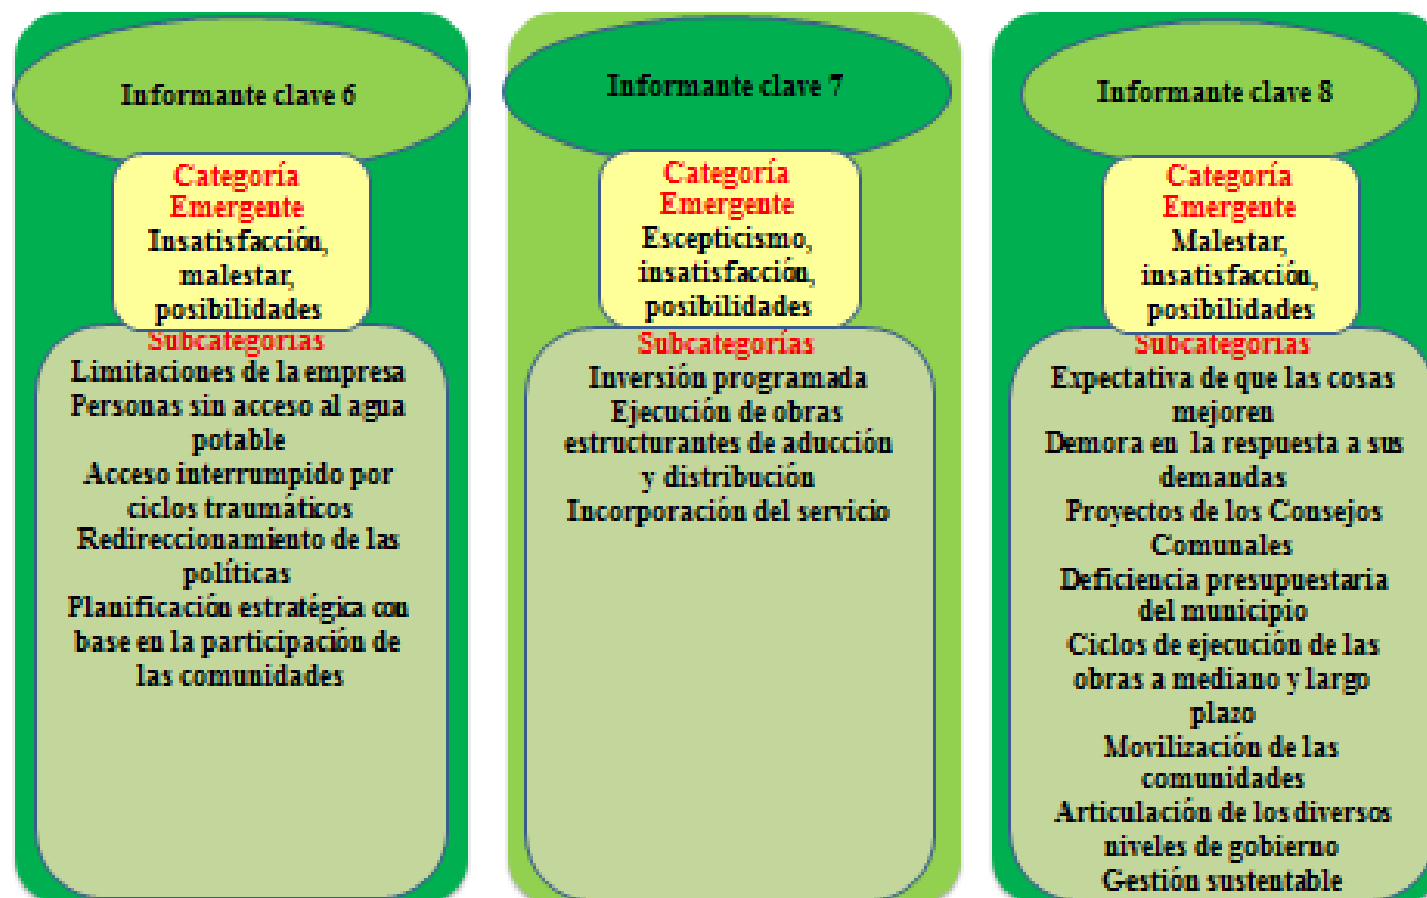 Informante clave 6
Categoría
Emergente
Insatisfacción,
malestar,
posibilidades
Subcategorías
Limitaciones de la empresa
Personas sin acceso al agua
potable
Acceso interrumpido por
ciclos traumáticos
Redireccionamiento de las
políticas
Planificación estratégica con
base en la participación de
las comunidades
Informante clave 7
Categoría
Emergente
Escepticismo,
insatisfacción,
posibilidades
Subcategorías
Inversión programada
Ejecución de obras
estructurantes de aducción
y distribución
Incorporación del servicio
Informante clave 8
Categoría
Emergente
Malestar,
insatisfacción,
posibilidades
Subcategorías
Expectativa de que las cosas
mejoren
Demora en la respuesta a sus
demandas
Proyectos de los Consejos
Comunales
Deficiencia presupuestaria
del municipio
Ciclos de ejecución de las
obras a mediano y largo
plazo
Movilización de las
comunidades
Articulación de los diversos
niveles de gobierno
Gestión sustentable